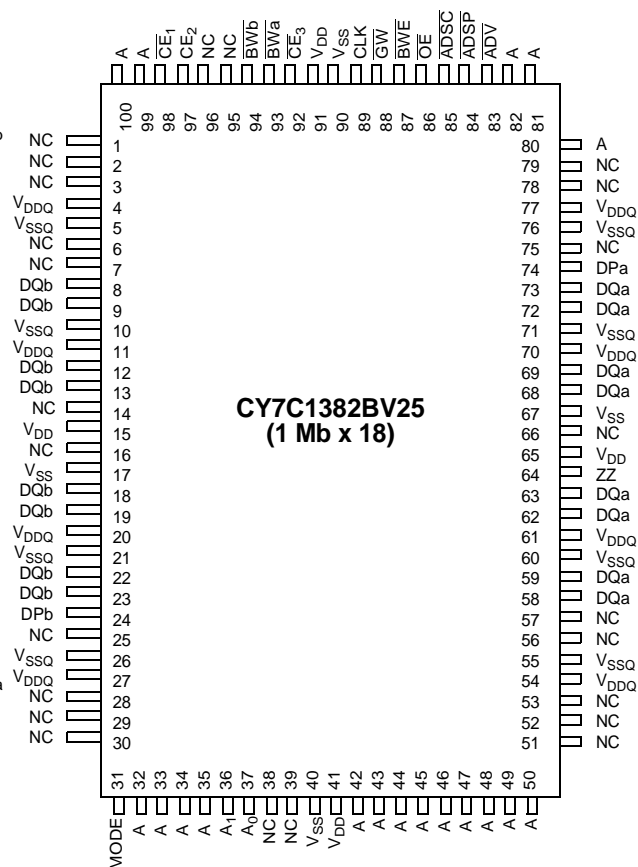 A A CE1 CE2 NC NC BWb BWa CE3 VDD VSS CLK GW BWE OE ADSC ADSP ADV A A
100 99 98 97 96 95 94 93 92 91 90 89 88 87 86 85 84 83 82 81
NC 1
NC 2
NC 3
VDDQ 4
VSSQ 5
NC 6
NC 7
DQb 8
DQb 9
VSSQ 10
VDDQ 11
DQb 12
DQb 13
NC 14
VDD 15
NC 16
VSS 17
DQb 18
DQb 19
VDDQ 20
VSSQ 21
DQb 22
DQb 23
DPb 24
NC 25
VSSQ 26
VDDQ 27
NC 28
NC 29
NC 30
CY7C1382BV25
(1 Mb x 18)
80 A
79 NC
78 NC
77 VDDQ
76 VSSQ
75 NC
74 DPa
73 DQa
72 DQa
71 VSSQ
70 VDDQ
69 DQa
68 DQa
67 VSS
66 NC
65 VDD
64 ZZ
63 DQa
62 DQa
61 VDDQ
60 VSSQ
59 DQa
58 DQa
57 NC
56 NC
55 VSSQ
54 VDDQ
53 NC
52 NC
51 NC
31 32 33 34 35 36 37 38 39 40 41 42 43 44 45 46 47 48 49 50
MODE A A A A A1 A0 NC NC VSS VDD A A A A A A A A A